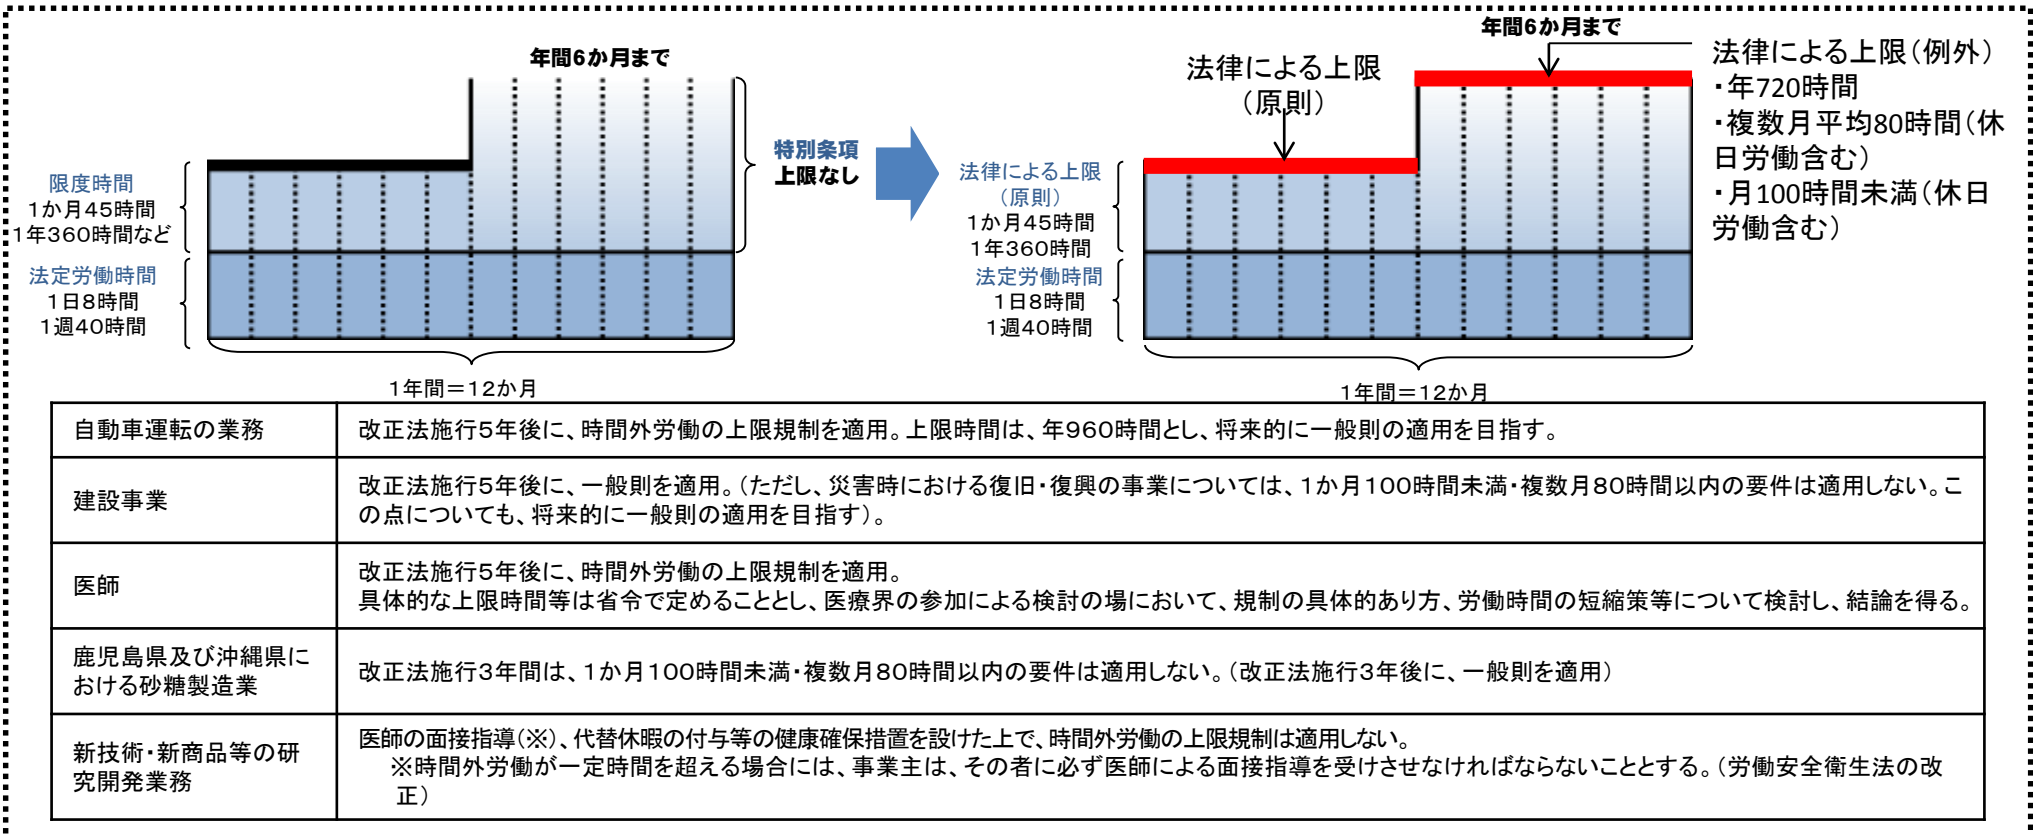 年間6か月まで
特別条項
上限なし
限度時間
1か月45時間
1年360時間など
法定労働時間
1日8時間
1週40時間
1年間=12か月
年間6か月まで
法律による上限
(原則)
法律による上限(例外)
・年720時間
・複数月平均80時間(休
日労働含む)
・月100時間未満(休日
労働含む)
法律による上限
(原則)
1か月45時間
1年360時間
法定労働時間
1日8時間
1週40時間
1年間=12か月
自動車運転の業務
改正法施行5年後に、時間外労働の上限規制を適用。上限時間は、年960時間とし、将来的に一般則の適用を目指す。
建設事業
改正法施行5年後に、一般則を適用。(ただし、災害時における復旧・復興の事業については、1か月100時間未満・複数月80時間以内の要件は適用しない。こ
の点についても、将来的に一般則の適用を目指す)。
医師
改正法施行5年後に、時間外労働の上限規制を適用。
具体的な上限時間等は省令で定めることとし、医療界の参加による検討の場において、規制の具体的あり方、労働時間の短縮策等について検討し、結論を得る。
鹿児島県及び沖縄県に
おける砂糖製造業
改正法施行3年間は、1か月100時間未満・複数月80時間以内の要件は適用しない。(改正法施行3年後に、一般則を適用)
新技術・新商品等の研
究開発業務
医師の面接指導(※)、代替休暇の付与等の健康確保措置を設けた上で、時間外労働の上限規制は適用しない。
※時間外労働が一定時間を超える場合には、事業主は、その者に必ず医師による面接指導を受けさせなければならないこととする。(労働安全衛生法の改
正)